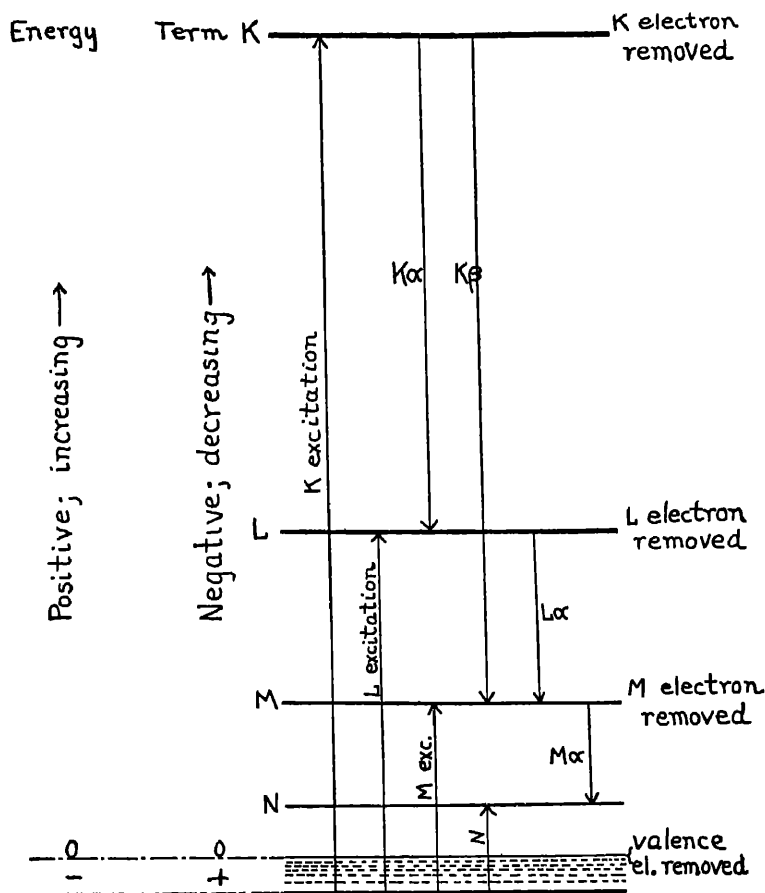 Energy Term K
K electron
removed
Kα
Kβ
Positive; increasing →
Negative; decreasing →
K excitation
L
L electron
removed
L excitation
Lα
M
M electron
removed
M exc.
Mα
N
N
0 0
valence
el. removed
- +